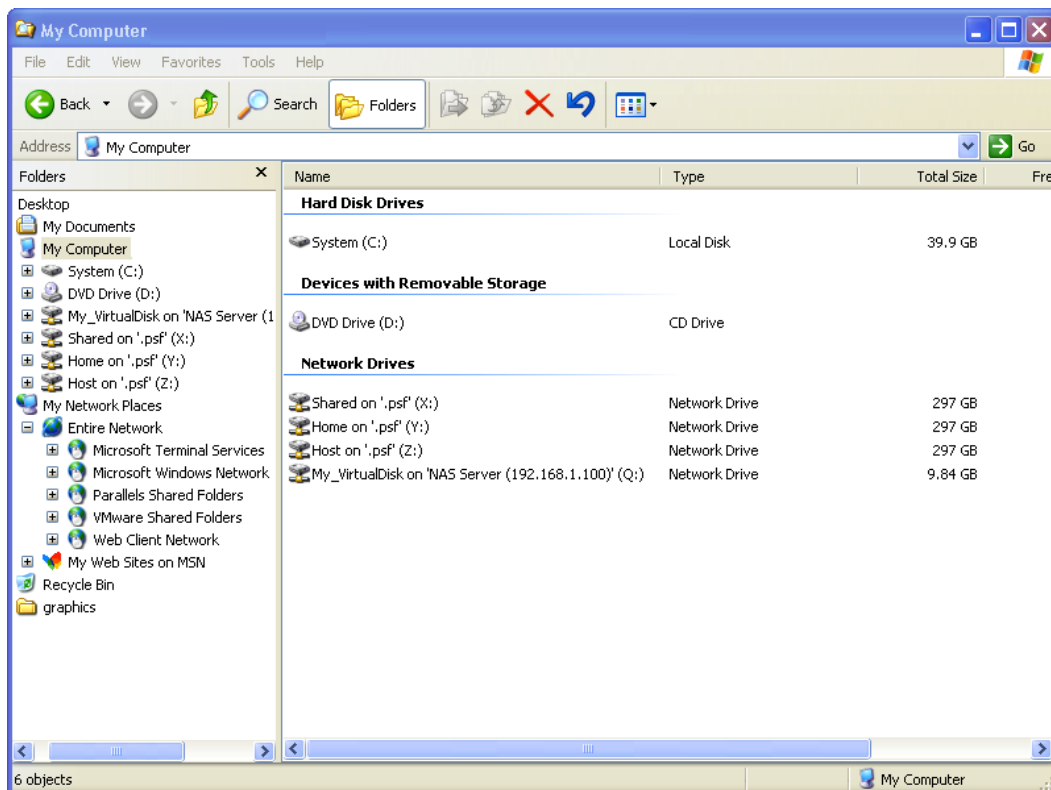 My Computer
File Edit View Favorites Tools Help
Back Search Folders
Address My Computer Go
Folders
Desktop
My Documents
My Computer
System (C:)
DVD Drive (D:)
My_VirtualDisk on 'NAS Server (1
Shared on '.psf' (X:)
Home on '.psf' (Y:)
Host on '.psf' (Z:)
My Network Places
Entire Network
Microsoft Terminal Services
Microsoft Windows Network
Parallels Shared Folders
VMware Shared Folders
Web Client Network
My Web Sites on MSN
Recycle Bin
graphics
Name Type Total Size Fre
Hard Disk Drives
System (C:) Local Disk 39.9 GB
Devices with Removable Storage
DVD Drive (D:) CD Drive
Network Drives
Shared on '.psf' (X:) Network Drive 297 GB
Home on '.psf' (Y:) Network Drive 297 GB
Host on '.psf' (Z:) Network Drive 297 GB
My_VirtualDisk on 'NAS Server (192.168.1.100)' (Q:) Network Drive 9.84 GB
6 objects My Computer